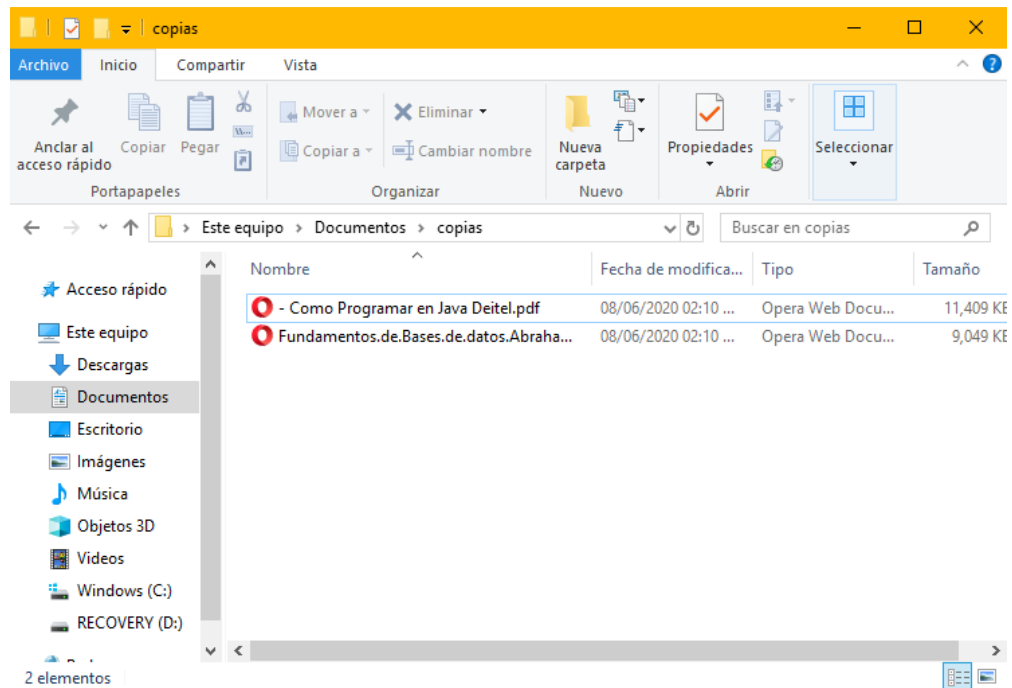 copias
Archivo Inicio Compartir Vista
Anclar al acceso rápido
Copiar
Pegar
Mover a
Copiar a
Eliminar
Cambiar nombre
Nueva carpeta
Propiedades
Seleccionar
Portapapeles Organizar Nuevo Abrir
Este equipo > Documentos > copias
Buscar en copias
Nombre Fecha de modifica... Tipo Tamaño
- Como Programar en Java Deitel.pdf 08/06/2020 02:10 ... Opera Web Docu... 11,409 KB
Fundamentos.de.Bases.de.datos.Abraha... 08/06/2020 02:10 ... Opera Web Docu... 9,049 KB
Acceso rápido
Este equipo
Descargas
Documentos
Escritorio
Imágenes
Música
Objetos 3D
Videos
Windows (C:)
RECOVERY (D:)
2 elementos